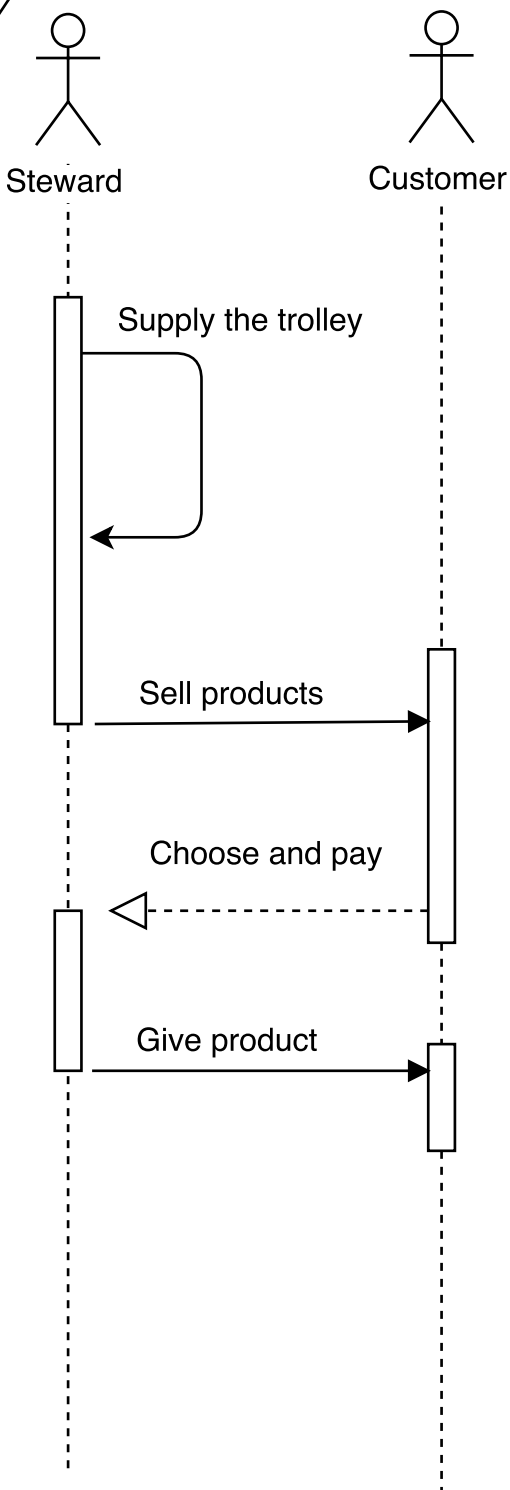 Steward
Customer
Supply the trolley
Sell products
Choose and pay
Give product